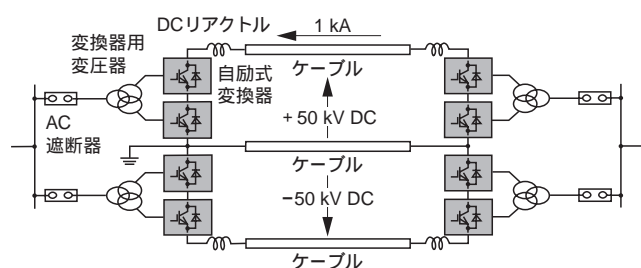 DCリアクトル
1 kA
変換器用
変圧器
自励式
変換器
ケーブル
AC
遮断器
+50 kV DC
ケーブル
−50 kV DC
ケーブル